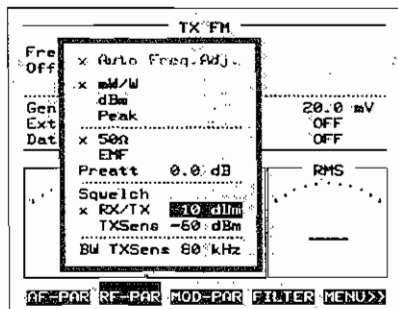 TX FM
Fre
Off
x Auto Freq.Adj.
x mW/W
dBm
Peak
Gen
Ext
Dat
20.0 mV
OFF
OFF
x 50Ω
EMF
Preatt 0.0 dB
Squelch
x RX/TX -10 dBm
TXSens -60 dBm
BW TXSens 80 kHz
RMS
----
AF-PAR RF-PAR MOD-PAR FILTER MENU>>